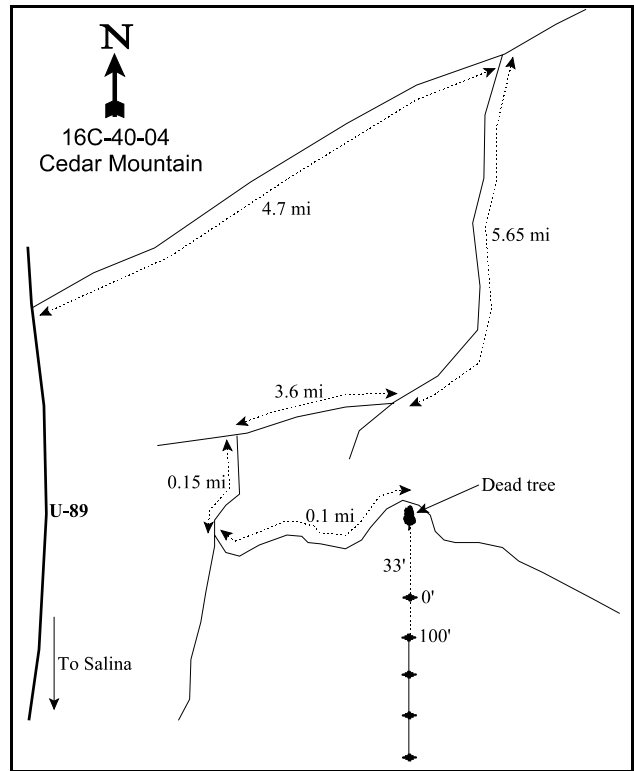 N
16C-40-04
Cedar Mountain
4.7 mi
5.65 mi
3.6 mi
0.15 mi
Dead tree
U-89
0.1 mi
33'
0'
100'
To Salina